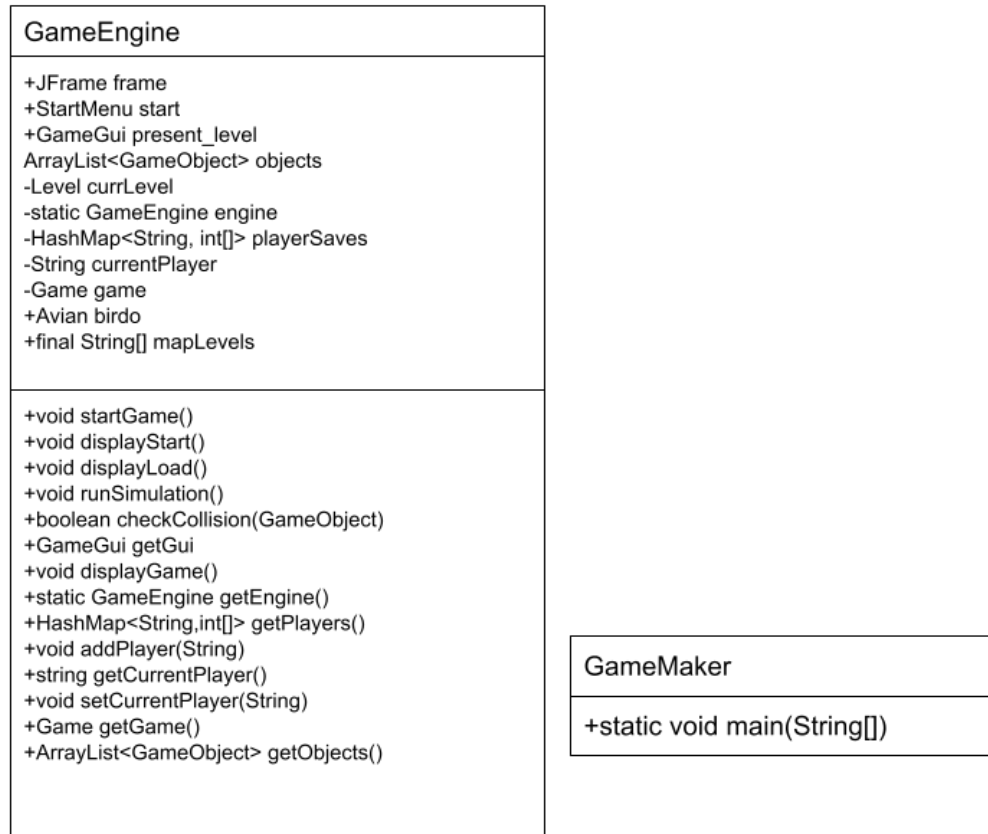 GameEngine
+JFrame frame
+StartMenu start
+GameGui present_level
ArrayList<GameObject> objects
-Level currLevel
-static GameEngine engine
-HashMap<String, int[]> playerSaves
-String currentPlayer
-Game game
+Avian birdo
+final String[] mapLevels
+void startGame()
+void displayStart()
+void displayLoad()
+void runSimulation()
+boolean checkCollision(GameObject)
+GameGui getGui
+void displayGame()
+static GameEngine getEngine()
+HashMap<String,int[]> getPlayers()
+void addPlayer(String)
+string getCurrentPlayer()
+void setCurrentPlayer(String)
+Game getGame()
+ArrayList<GameObject> getObjects()
GameMaker
+static void main(String[])